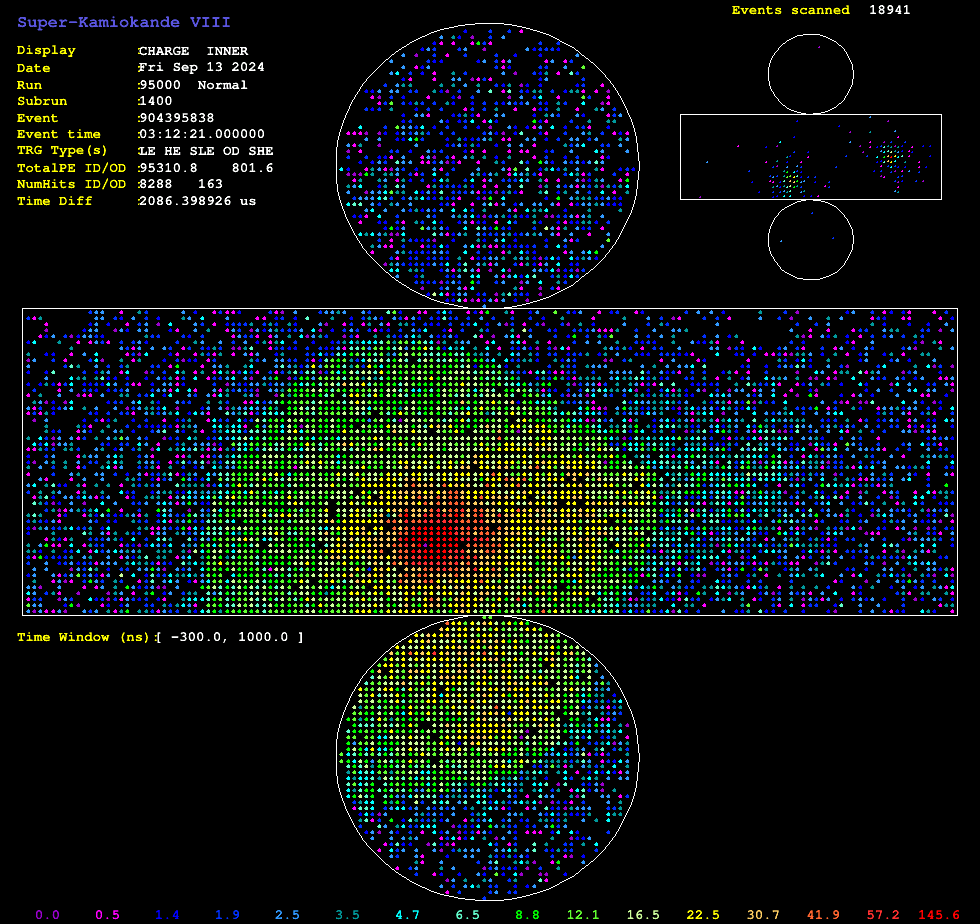 Super-Kamiokande VIII
Events scanned 18941
Display :CHARGE INNER
Date :Fri Sep 13 2024
Run :95000 Normal
Subrun :1400
Event :904395838
Event time :03:12:21.000000
TRG Type(s) :LE HE SLE OD SHE
TotalPE ID/OD :95310.8 801.6
NumHits ID/OD :8288 163
Time Diff :2086.398926 us
Time Window (ns):[ -300.0, 1000.0 ]
0.0 0.5 1.4 1.9 2.5 3.5 4.7 6.5 8.8 12.1 16.5 22.5 30.7 41.9 57.2 145.6